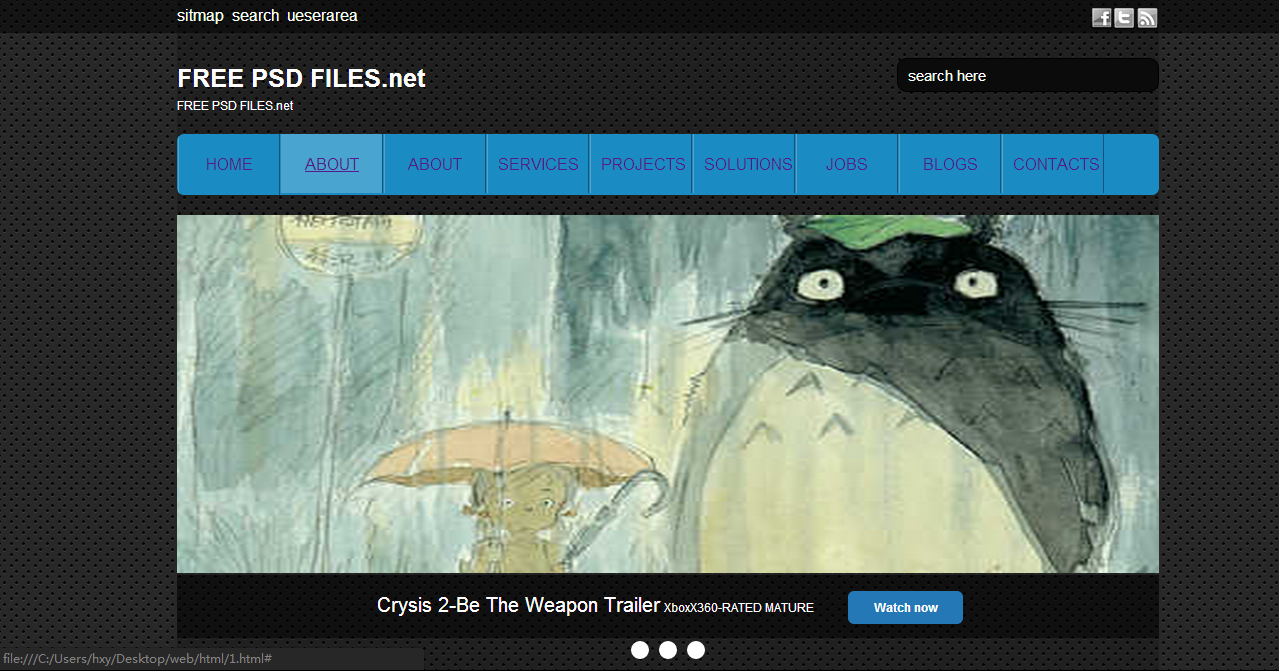 sitmap search ueserarea
FREE PSD FILES.net
search here
FREE PSD FILES.net
HOME ABOUT ABOUT SERVICES PROJECTS SOLUTIONS JOBS BLOGS CONTACTS
Crysis 2-Be The Weapon Trailer XboxX360-RATED MATURE Watch now
file:///C:/Users/hxy/Desktop/web/html/1.html#